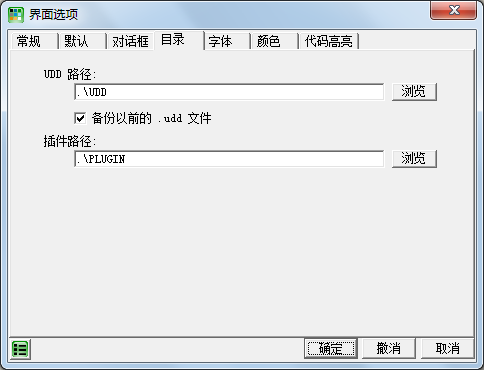 界面选项
常规 默认 对话框 目录 字体 颜色 代码高亮
UDD 路径:
.\UDD 浏览
备份以前的 .udd 文件
插件路径:
.\PLUGIN 浏览
确定 撤消 取消